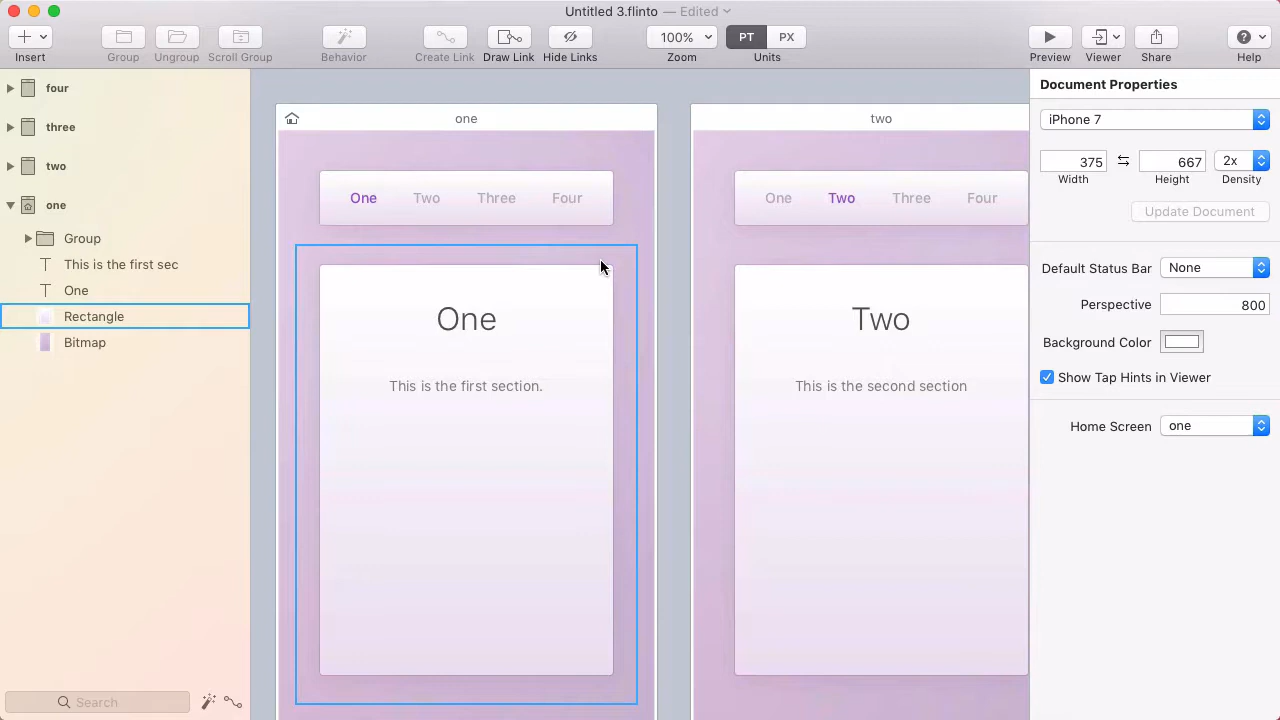 Untitled 3.flinto — Edited
100%
PT PX
Insert Group Ungroup Scroll Group Behavior Create Link Draw Link Hide Links Zoom Units Preview Viewer Share Help
four
three
two
one
Group
This is the first sec
One
Rectangle
Bitmap
Search
one
One Two Three Four
One
This is the first section.
two
One Two Three Four
Two
This is the second section
Document Properties
iPhone 7
375 667 2x
Width Height Density
Update Document
Default Status Bar None
Perspective 800
Background Color
Show Tap Hints in Viewer
Home Screen one